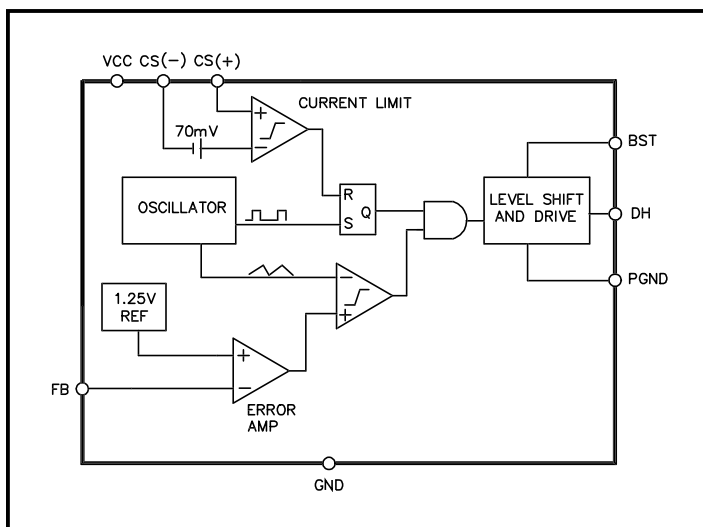 VCC CS(-) CS(+)
CURRENT LIMIT
+
70mV
-
BST
R
OSCILLATOR
Q
S
LEVEL SHIFT
AND DRIVE
DH
-
PGND
1.25V
REF
+
+
FB
-
ERROR
AMP
GND